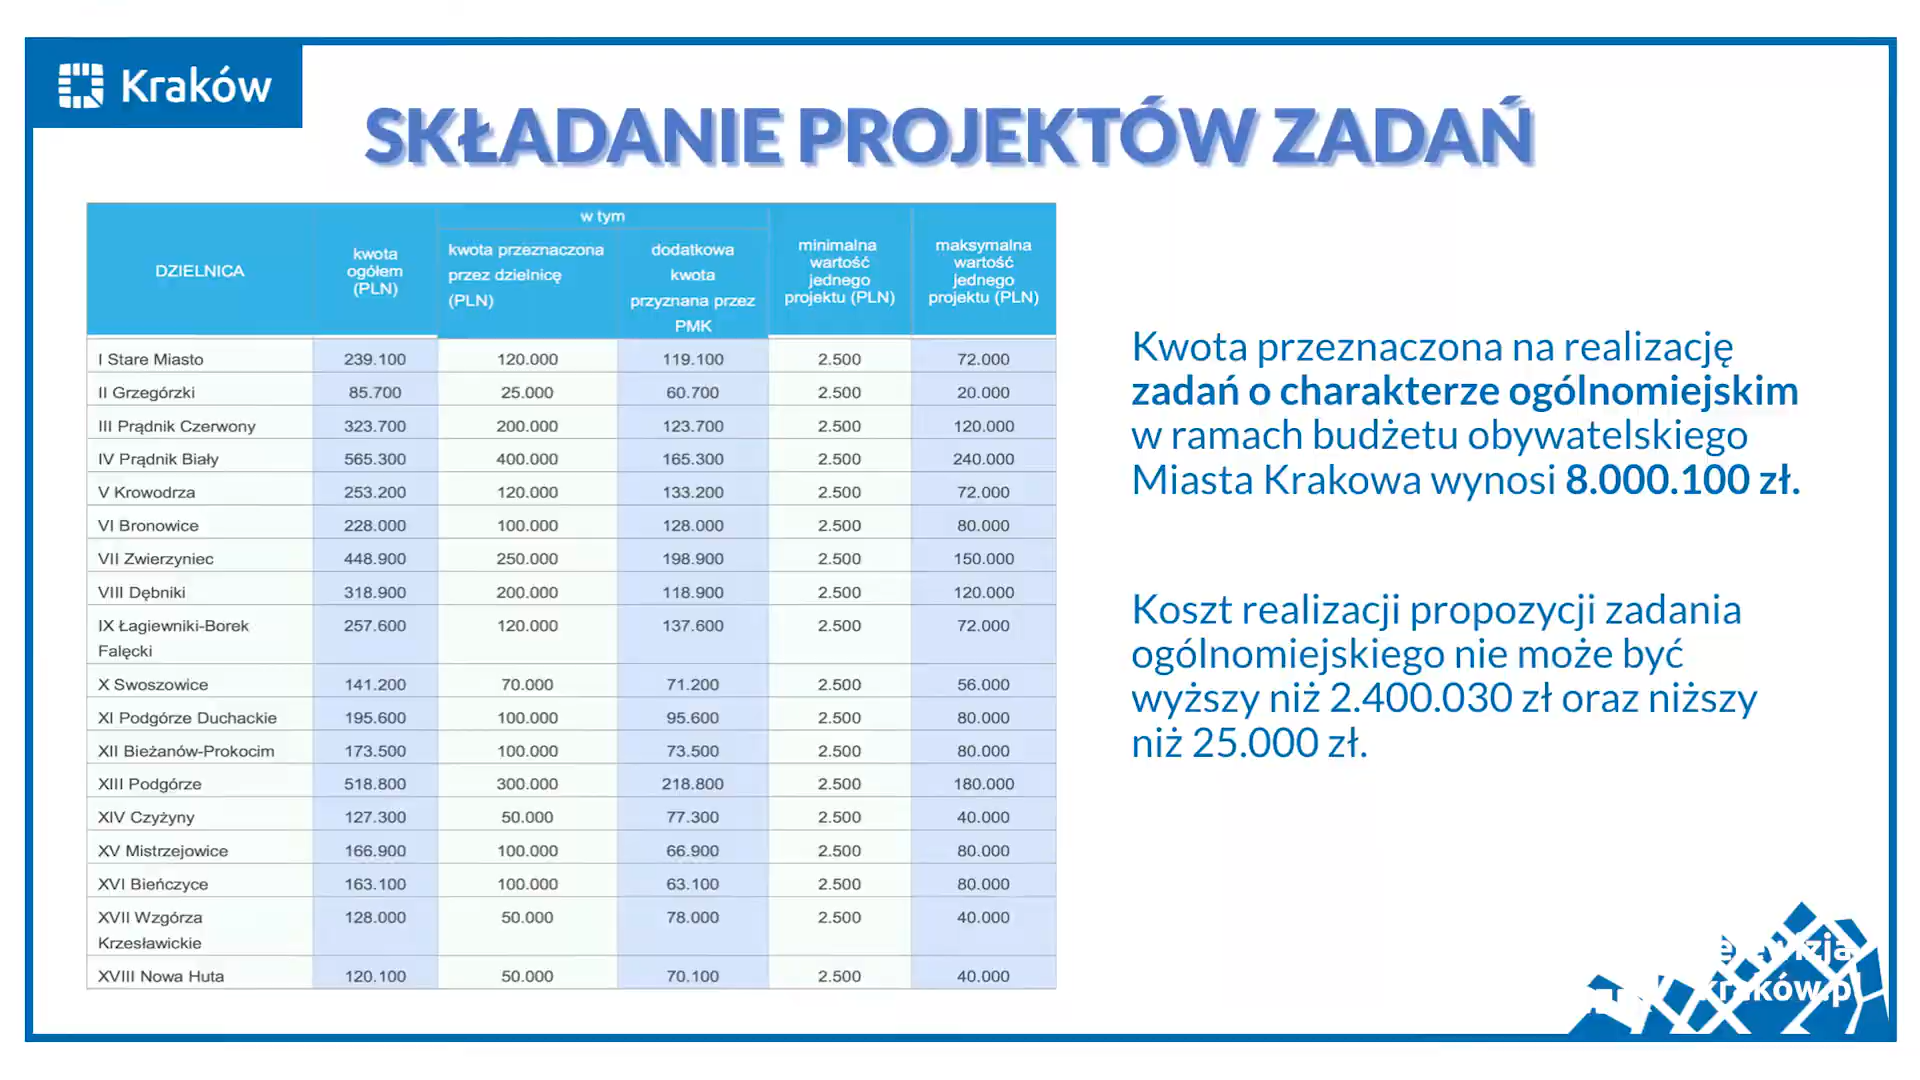 Kraków
SKŁADANIE PROJEKTÓW ZADAŃ
DZIELNICA
kwota
ogółem
(PLN)
w tym
kwota przeznaczona
przez dzielnicę
(PLN)
dodatkowa
kwota
przyznana przez
PMK
minimalna
wartość
jednego
projektu (PLN)
maksymalna
wartość
jednego
projektu (PLN)
I Stare Miasto 239.100 120.000 119.100 2.500 72.000
II Grzegórzki 85.700 25.000 60.700 2.500 20.000
III Prądnik Czerwony 323.700 200.000 123.700 2.500 120.000
IV Prądnik Biały 565.300 400.000 165.300 2.500 240.000
V Krowodrza 253.200 120.000 133.200 2.500 72.000
VI Bronowice 228.000 100.000 128.000 2.500 80.000
VII Zwierzyniec 448.900 250.000 198.900 2.500 150.000
VIII Dębniki 318.900 200.000 118.900 2.500 120.000
IX Łagiewniki-Borek 257.600 120.000 137.600 2.500 72.000
Fałęcki
X Swoszowice 141.200 70.000 71.200 2.500 56.000
XI Podgórze Duchackie 195.600 100.000 95.600 2.500 80.000
XII Bieżanów-Prokocim 173.500 100.000 73.500 2.500 80.000
XIII Podgórze 518.800 300.000 218.800 2.500 180.000
XIV Czyżyny 127.300 50.000 77.300 2.500 40.000
XV Mistrzejowice 166.900 100.000 66.900 2.500 80.000
XVI Bieńczyce 163.100 100.000 63.100 2.500 80.000
XVII Wzgórza 128.000 50.000 78.000 2.500 40.000
Krzesławickie
XVIII Nowa Huta 120.100 50.000 70.100 2.500 40.000
Kwota przeznaczona na realizację
zadań o charakterze ogólnomiejskim
w ramach budżetu obywatelskiego
Miasta Krakowa wynosi 8.000.100 zł.
Koszt realizacji propozycji zadania
ogólnomiejskiego nie może być
wyższy niż 2.400.030 zł oraz niższy
niż 25.000 zł.
kraków.pl